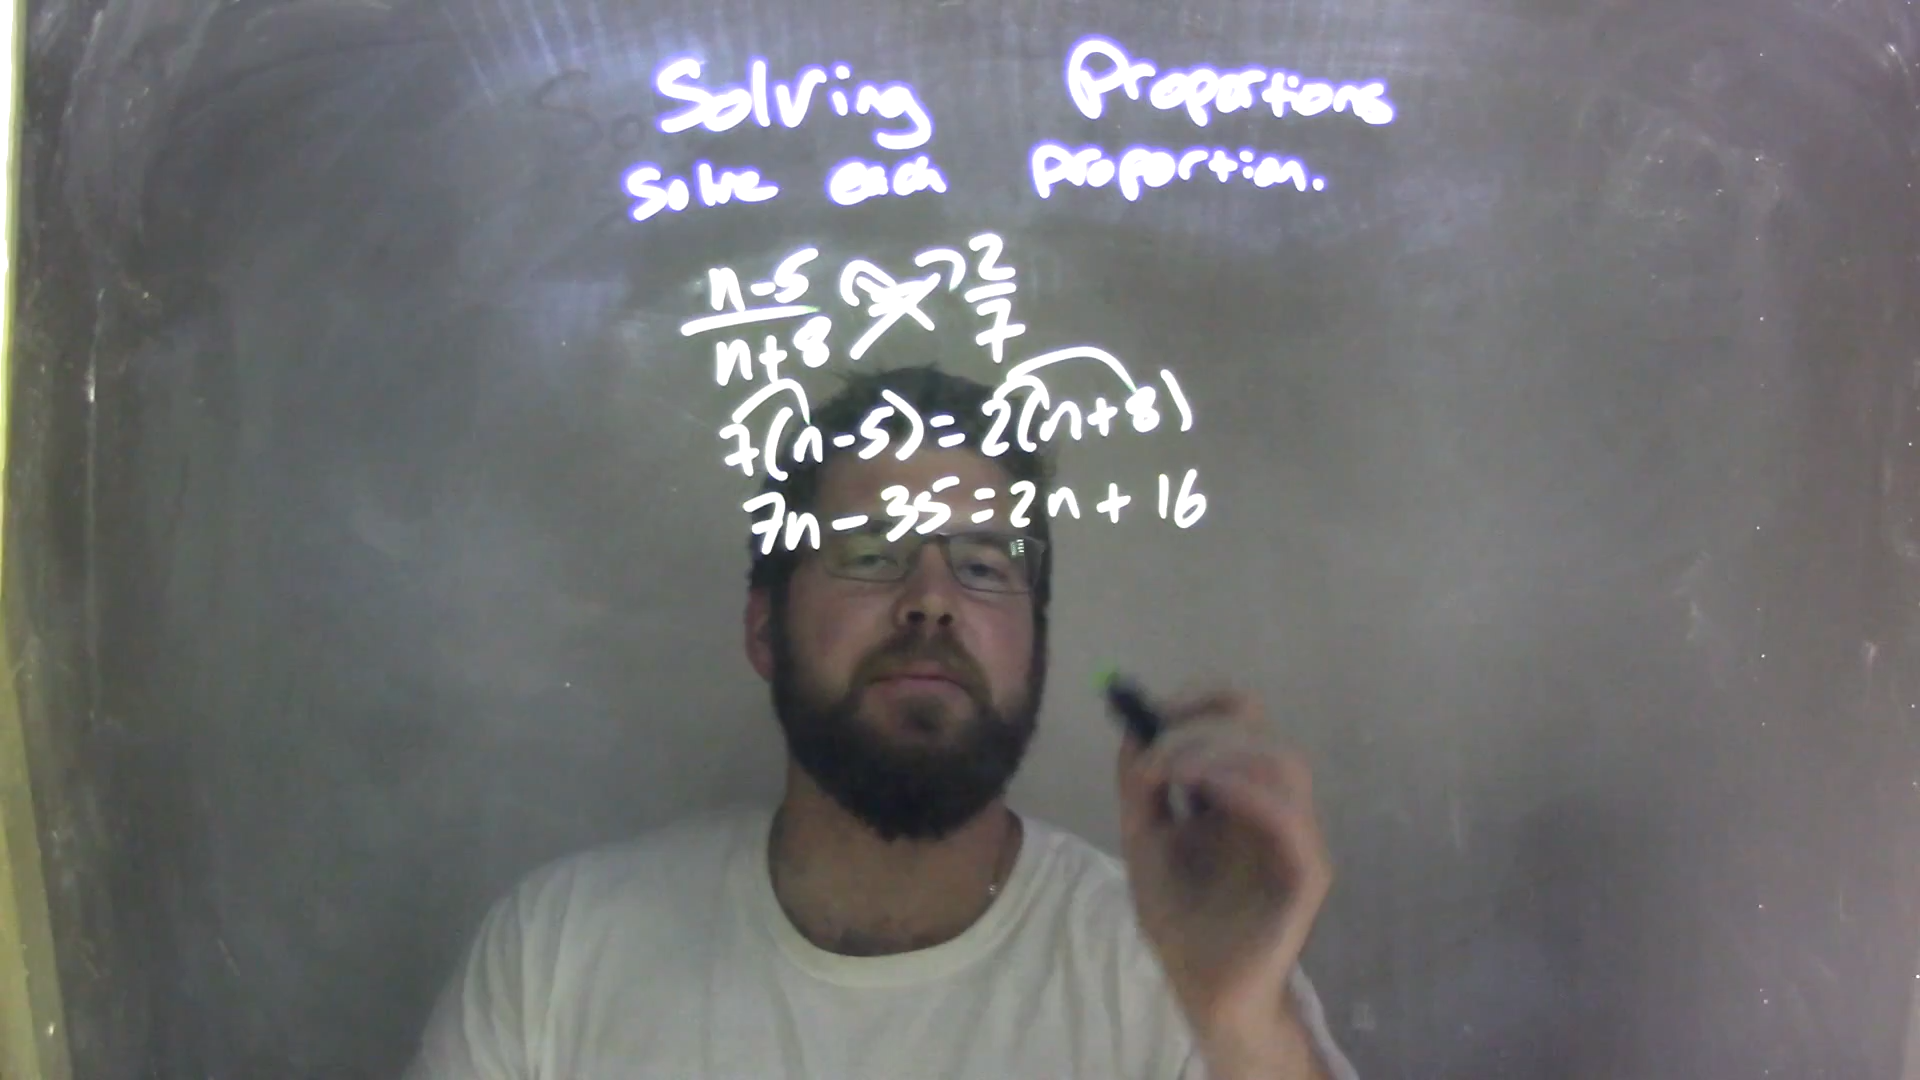 Solving Proportions
Solve each proportion.
n-5/n+8 = 2/7
7(n-5)=2(n+8)
7n-35=2n+16